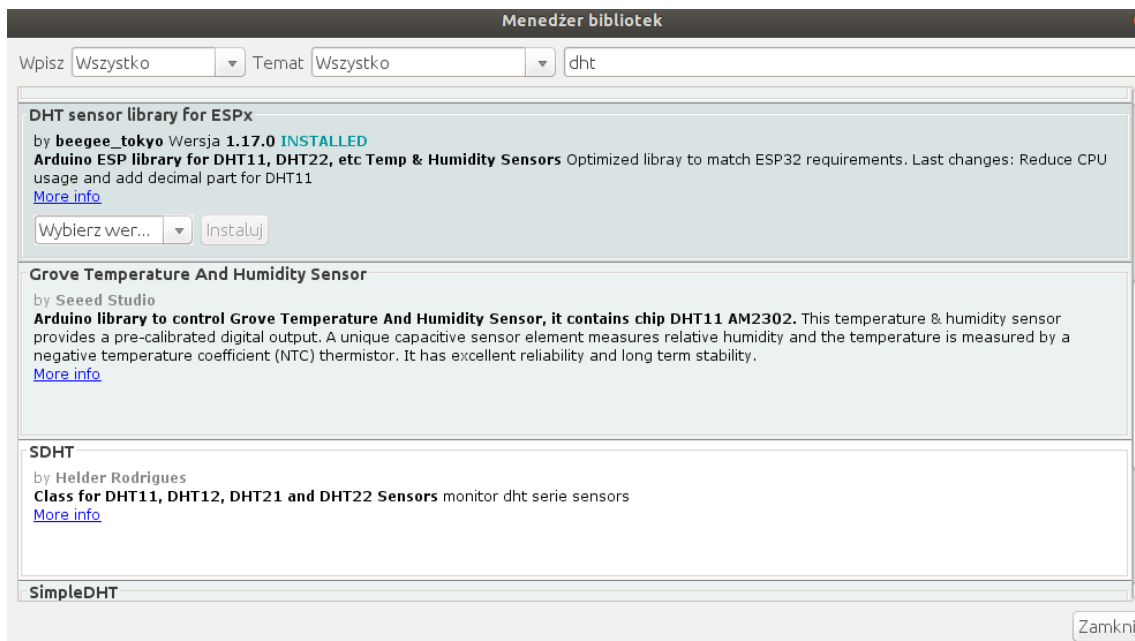 Menedżer bibliotek
Wpisz Wszystko Temat Wszystko dht
DHT sensor library for ESPx
by beegee_tokyo Wersja 1.17.0 INSTALLED
Arduino ESP library for DHT11, DHT22, etc Temp & Humidity Sensors Optimized libray to match ESP32 requirements. Last changes: Reduce CPU
usage and add decimal part for DHT11
More info
Wybierz wer... Instaluj
Grove Temperature And Humidity Sensor
by Seeed Studio
Arduino library to control Grove Temperature And Humidity Sensor, it contains chip DHT11 AM2302. This temperature & humidity sensor
provides a pre-calibrated digital output. A unique capacitive sensor element measures relative humidity and the temperature is measured by a
negative temperature coefficient (NTC) thermistor. It has excellent reliability and long term stability.
More info
SDHT
by Helder Rodrigues
Class for DHT11, DHT12, DHT21 and DHT22 Sensors monitor dht serie sensors
More info
SimpleDHT
Zamkni